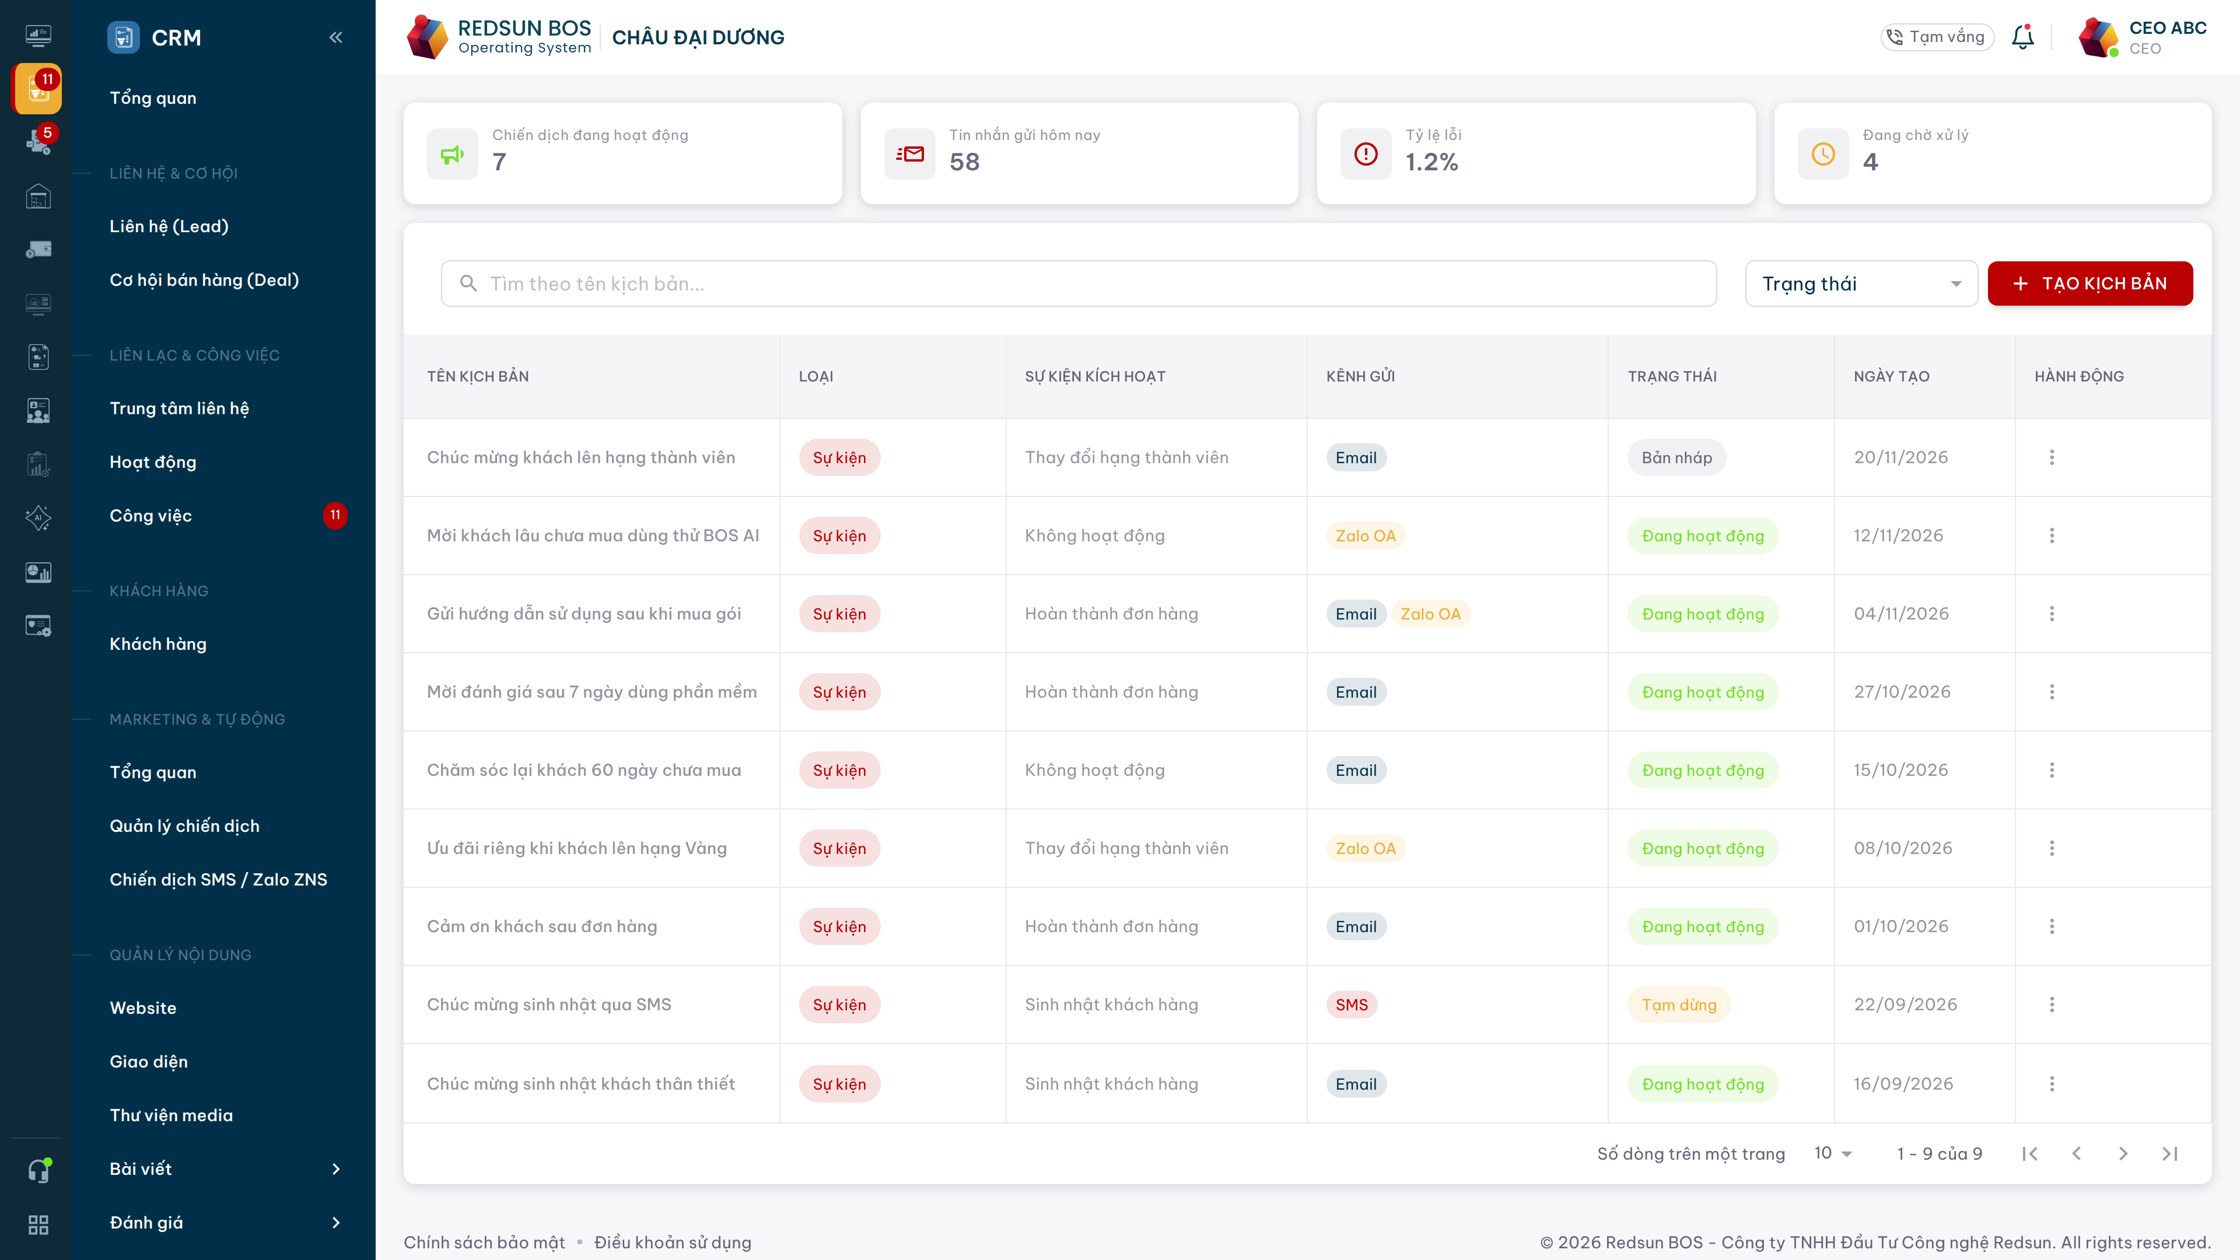 11
5
CRM
Tổng quan
LIÊN HỆ & CƠ HỘI
Liên hệ (Lead)
Cơ hội bán hàng (Deal)
LIÊN LẠC & CÔNG VIỆC
Trung tâm liên hệ
Hoạt động
Công việc 11
KHÁCH HÀNG
Khách hàng
MARKETING & TỰ ĐỘNG
Tổng quan
Quản lý chiến dịch
Chiến dịch SMS / Zalo ZNS
QUẢN LÝ NỘI DUNG
Website
Giao diện
Thư viện media
Bài viết
Đánh giá
REDSUN BOS
Operating System
CHÂU ĐẠI DƯƠNG
Tạm vắng
CEO ABC
CEO
Chiến dịch đang hoạt động
7
Tin nhắn gửi hôm nay
58
Tỷ lệ lỗi
1.2%
Đang chờ xử lý
4
Tìm theo tên kịch bản...
Trạng thái
+ TẠO KỊCH BẢN
TÊN KỊCH BẢN LOẠI SỰ KIỆN KÍCH HOẠT KÊNH GỬI TRẠNG THÁI NGÀY TẠO HÀNH ĐỘNG
Chúc mừng khách lên hạng thành viên Sự kiện Thay đổi hạng thành viên Email Bản nháp 20/11/2026
Mời khách lâu chưa mua dùng thử BOS AI Sự kiện Không hoạt động Zalo OA Đang hoạt động 12/11/2026
Gửi hướng dẫn sử dụng sau khi mua gói Sự kiện Hoàn thành đơn hàng Email Zalo OA Đang hoạt động 04/11/2026
Mời đánh giá sau 7 ngày dùng phần mềm Sự kiện Hoàn thành đơn hàng Email Đang hoạt động 27/10/2026
Chăm sóc lại khách 60 ngày chưa mua Sự kiện Không hoạt động Email Đang hoạt động 15/10/2026
Ưu đãi riêng khi khách lên hạng Vàng Sự kiện Thay đổi hạng thành viên Zalo OA Đang hoạt động 08/10/2026
Cảm ơn khách sau đơn hàng Sự kiện Hoàn thành đơn hàng Email Đang hoạt động 01/10/2026
Chúc mừng sinh nhật qua SMS Sự kiện Sinh nhật khách hàng SMS Tạm dừng 22/09/2026
Chúc mừng sinh nhật khách thân thiết Sự kiện Sinh nhật khách hàng Email Đang hoạt động 16/09/2026
Số dòng trên một trang 10 1 - 9 của 9
Chính sách bảo mật • Điều khoản sử dụng
© 2026 Redsun BOS - Công ty TNHH Đầu Tư Công nghệ Redsun. All rights reserved.